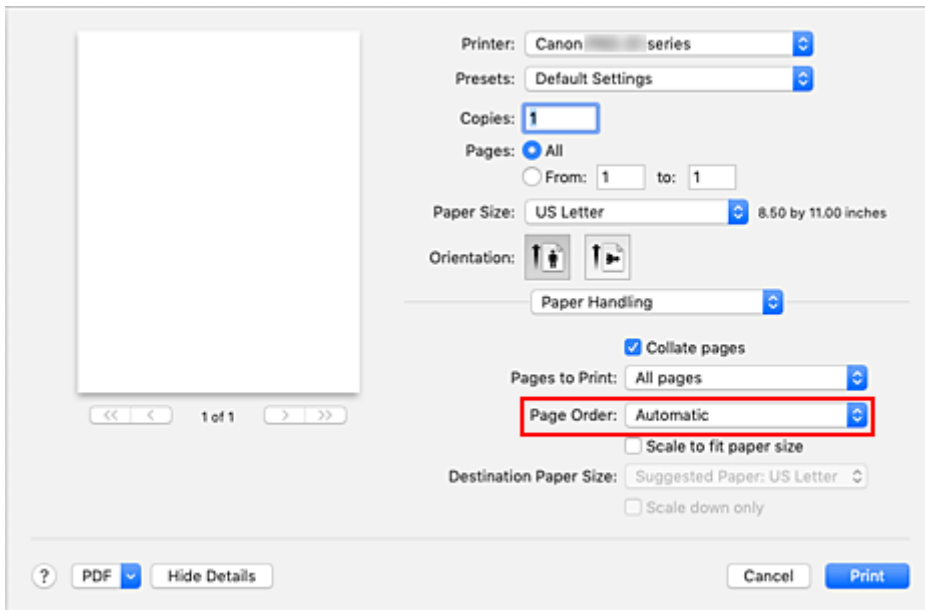 Printer: Canon series
Presets: Default Settings
Copies: 1
Pages: All
From: 1 to: 1
Paper Size: US Letter 8.50 by 11.00 inches
Orientation:
Paper Handling
Collate pages
Pages to Print: All pages
<< < 1 of 1 > >>
Page Order: Automatic
Scale to fit paper size
Destination Paper Size: Suggested Paper: US Letter
Scale down only
? PDF Hide Details Cancel Print